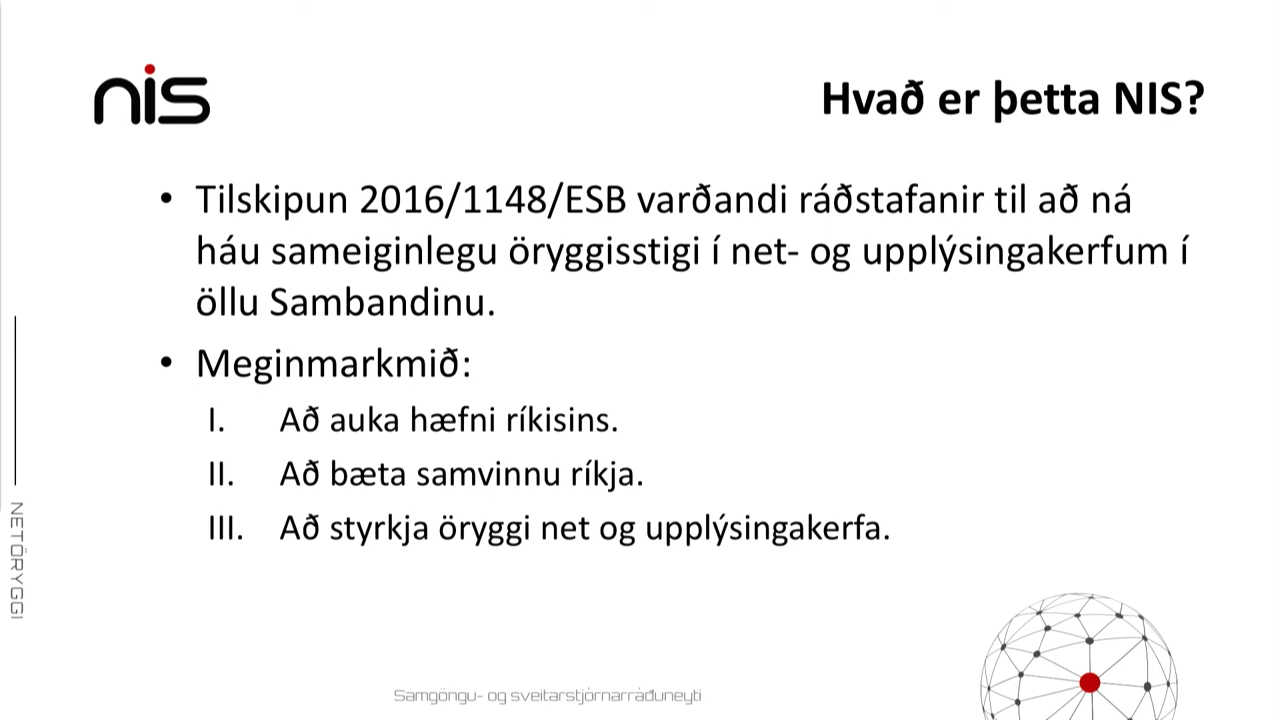 nis
Hvað er þetta NIS?
• Tilskipun 2016/1148/ESB varðandi ráðstafanir til að ná
háu sameiginlegu öryggisstigi í net- og upplýsingakerfum í
öllu Sambandinu.
• Meginmarkmið:
I. Að auka hæfni ríkisins.
II. Að bæta samvinnu ríkja.
III. Að styrkja öryggi net og upplýsingakerfa.
NETÖRYGGI
Samgöngu- og sveitarstjórnarráðuneyti